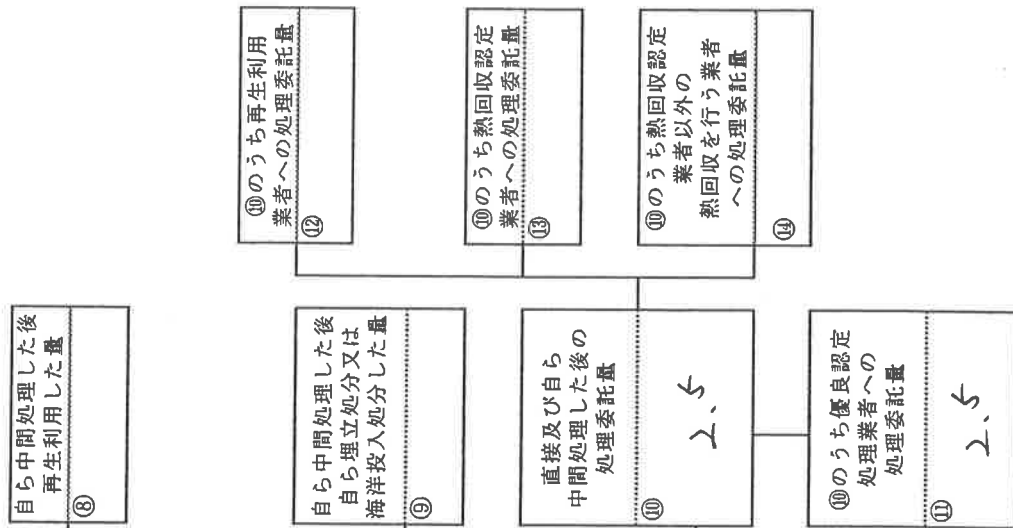 自ら中間処理した後
再生利用した量
⑧
自ら中間処理した後
自ら埋立処分又は
海洋投入処分した量
⑨
直接及び自ら
中間処理した後の
処理委託量
⑩
2.5
⑩のうち優良認定
処理業者への
処理委託量
⑪
2.5
⑩のうち再生利用
業者への処理委託量
⑫
⑩のうち熱回収認定
業者への処理委託量
⑬
⑩のうち熱回収認定
業者以外の
熱回収を行う業者
への処理委託量
⑭